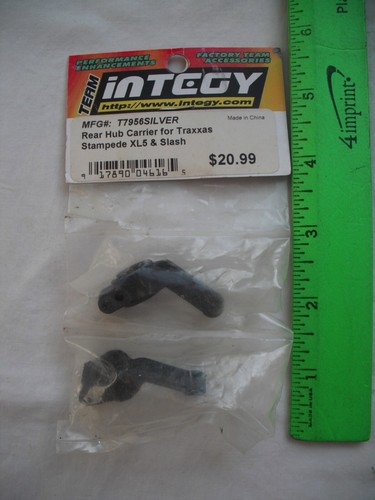 PERFORMANCE
ENHANCEMENTS
FACTORY TEAM
ACCESSORIES
TEAM
iNTEGY
http://www.integy.com
MFG#: T7956SILVER
Made in China
Rear Hub Carrier for Traxxas
Stampede XL5 & Slash
9 17890 04616 5
$20.99
4imprint
1
2
3
4
5
6